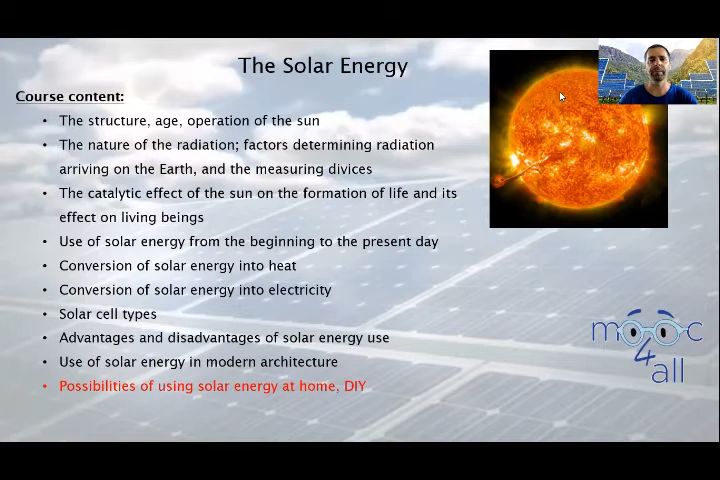 The Solar Energy
Course content:
• The structure, age, operation of the sun
• The nature of the radiation; factors determining radiation
arriving on the Earth, and the measuring divices
• The catalytic effect of the sun on the formation of life and its
effect on living beings
• Use of solar energy from the beginning to the present day
• Conversion of solar energy into heat
• Conversion of solar energy into electricity
• Solar cell types
• Advantages and disadvantages of solar energy use
• Use of solar energy in modern architecture
• Possibilities of using solar energy at home, DIY
mooc
4
all